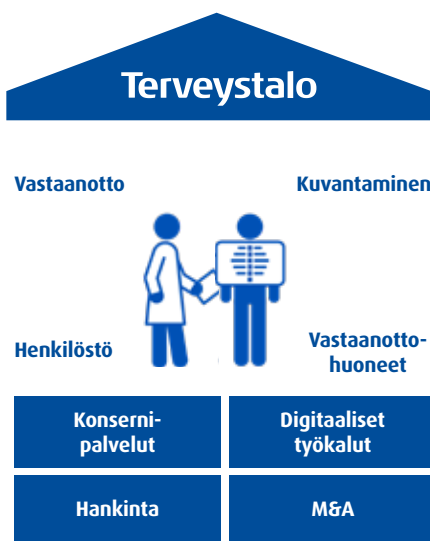 Terveystalo
Vastaanotto
Kuvantaminen
Henkilöstö
Vastaanotto-
huoneet
Konserni-
palvelut
Digitaaliset
työkalut
Hankinta
M&A